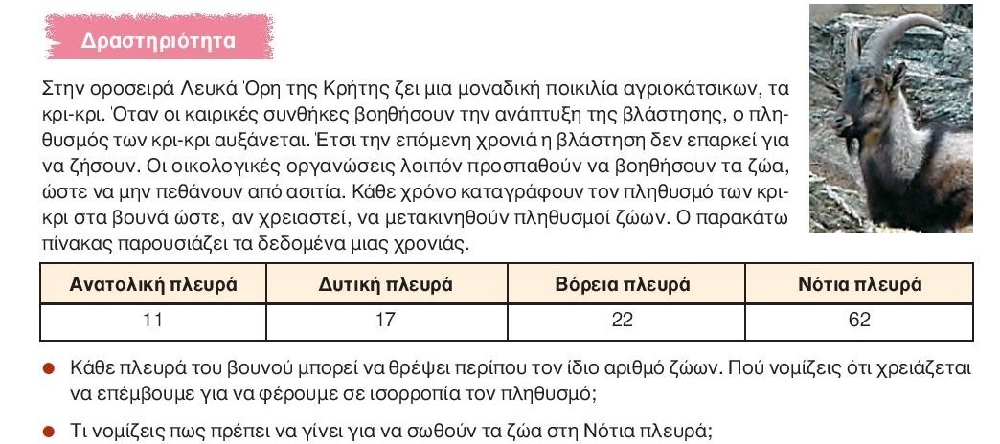 Δραστηριότητα
Στην οροσειρά Λευκά Όρη της Κρήτης ζει μια μοναδική ποικιλία αγριοκάτσικων, τα
κρι-κρι. Όταν οι καιρικές συνθήκες βοηθήσουν την ανάπτυξη της βλάστησης, ο πλη-
θυσμός των κρι-κρι αυξάνεται. Έτσι την επόμενη χρονιά η βλάστηση δεν επαρκεί για
να ζήσουν. Οι οικολογικές οργανώσεις λοιπόν προσπαθούν να βοηθήσουν τα ζώα,
ώστε να μην πεθάνουν από ασιτία. Κάθε χρόνο καταγράφουν τον πληθυσμό των κρι-
κρι στα βουνά ώστε, αν χρειαστεί, να μετακινηθούν πληθυσμοί ζώων. Ο παρακάτω
πίνακας παρουσιάζει τα δεδομένα μιας χρονιάς.
Ανατολική πλευρά Δυτική πλευρά Βόρεια πλευρά Νότια πλευρά
11 17 22 62
● Κάθε πλευρά του βουνού μπορεί να θρέψει περίπου τον ίδιο αριθμό ζώων. Πού νομίζεις ότι χρειάζεται
να επέμβουμε για να φέρουμε σε ισορροπία τον πληθυσμό;
● Τι νομίζεις πως πρέπει να γίνει για να σωθούν τα ζώα στη Νότια πλευρά;